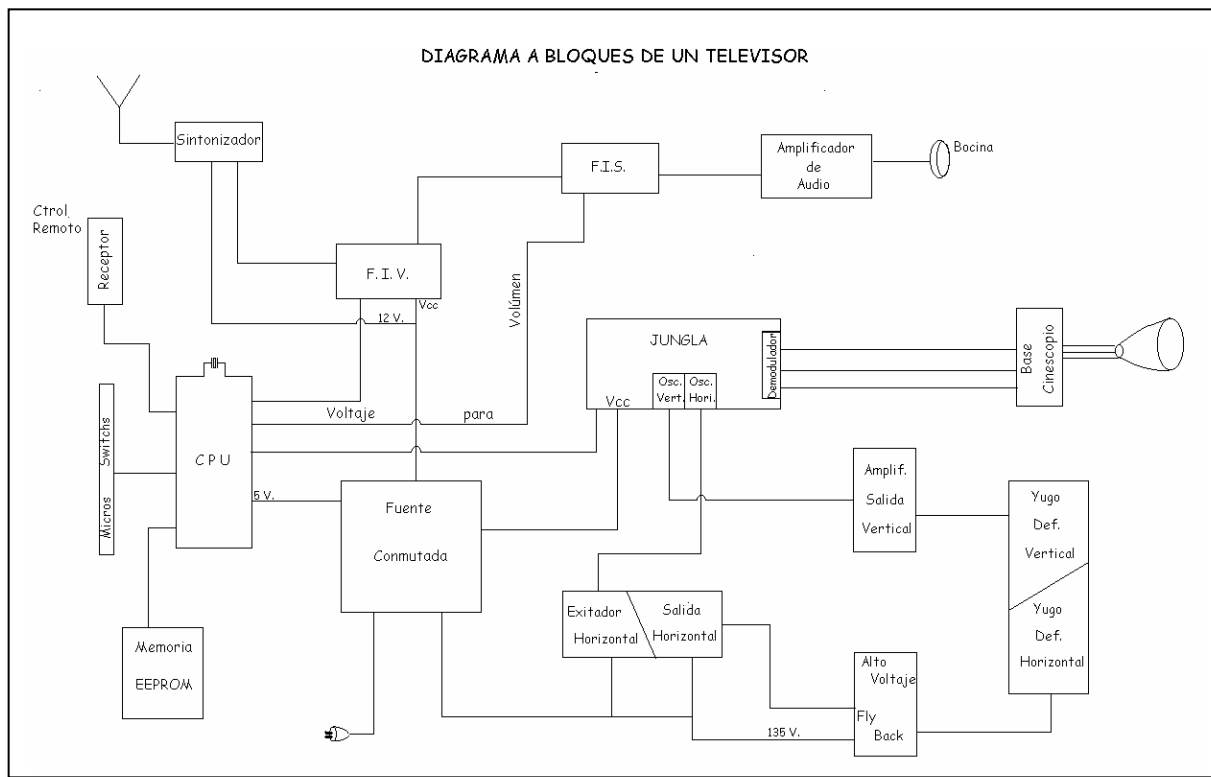 DIAGRAMA A BLOQUES DE UN TELEVISOR
Sintonizador
F.I.S.
Amplificador
de
Audio
Bocina
Ctrol.
Remoto
Receptor
F. I. V.
Vcc
12 V.
Volúmen
JUNGLA
Demodulador
Osc.
Vert.
Osc.
Hori.
Vcc
Base
Cinescopio
Voltaje para
CPU
Micros Switchs
5 V.
Fuente
Conmutada
Amplif.
Salida
Vertical
Yugo
Def.
Vertical
Yugo
Def.
Horizontal
Exitador
Horizontal
Salida
Horizontal
Memoria
EEPROM
Alto
Voltaje
Fly
Back
135 V.